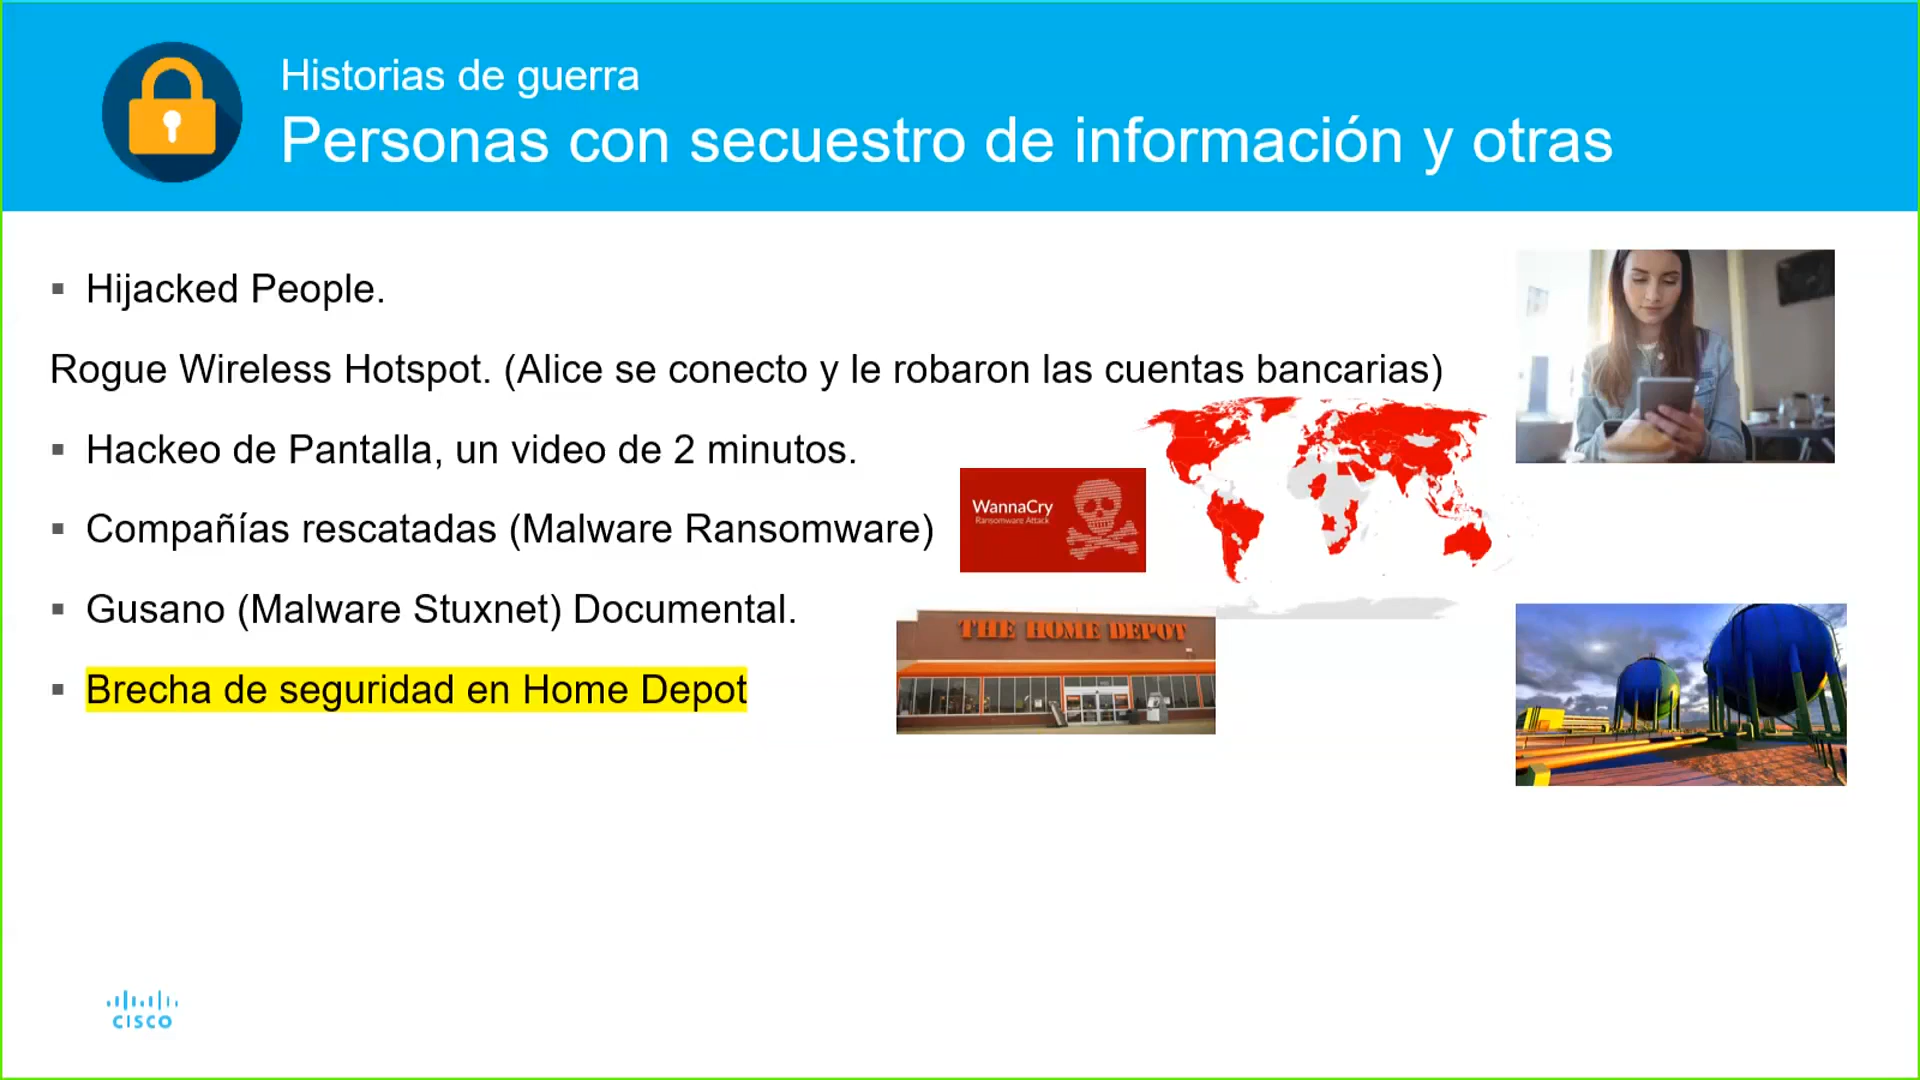 Historias de guerra
Personas con secuestro de información y otras
▪ Hijacked People.
Rogue Wireless Hotspot. (Alice se conecto y le robaron las cuentas bancarias)
▪ Hackeo de Pantalla, un video de 2 minutos.
▪ Compañías rescatadas (Malware Ransomware)
WannaCry
Ransomware Attack
▪ Gusano (Malware Stuxnet) Documental.
THE HOME DEPOT
▪ Brecha de seguridad en Home Depot
CISCO